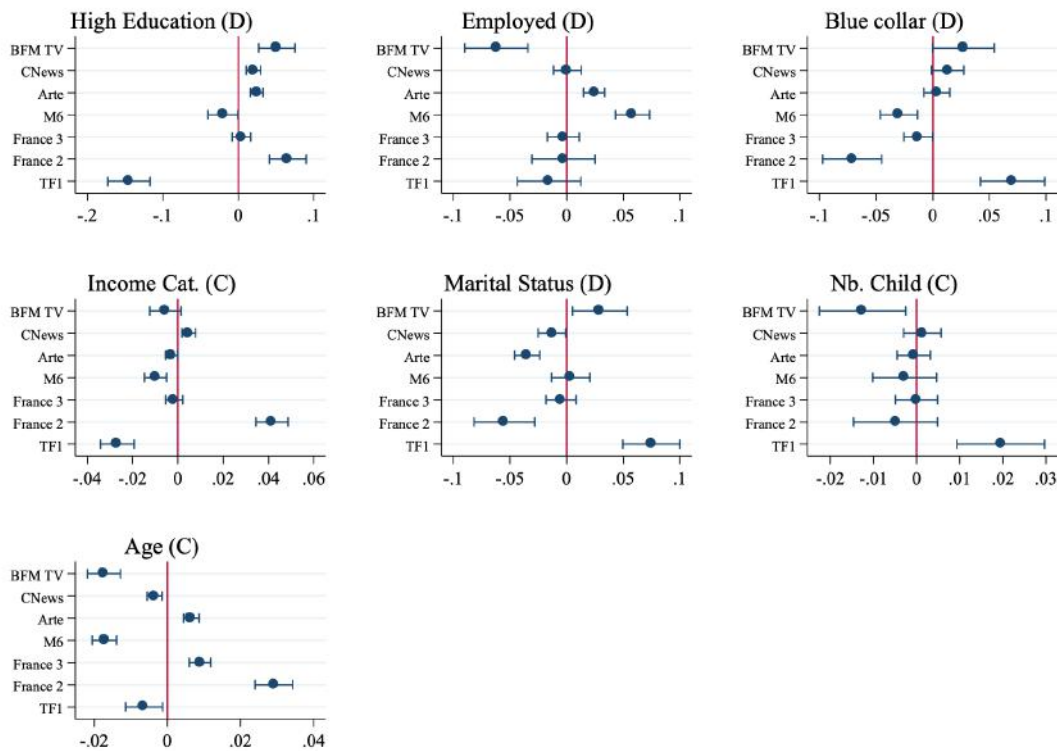 High Education (D)
BFM TV
CNews
Arte
M6
France 3
France 2
TF1
-.2 -.1 0 .1
Employed (D)
BFM TV
CNews
Arte
M6
France 3
France 2
TF1
-.1 -.05 0 .05 .1
Blue collar (D)
BFM TV
CNews
Arte
M6
France 3
France 2
TF1
-.1 -.05 0 .05 .1
Income Cat. (C)
BFM TV
CNews
Arte
M6
France 3
France 2
TF1
-.04 -.02 0 .02 .04 .06
Marital Status (D)
BFM TV
CNews
Arte
M6
France 3
France 2
TF1
-.1 -.05 0 .05 .1
Nb. Child (C)
BFM TV
CNews
Arte
M6
France 3
France 2
TF1
-.02 -.01 0 .01 .02 .03
Age (C)
BFM TV
CNews
Arte
M6
France 3
France 2
TF1
-.02 0 .02 .04